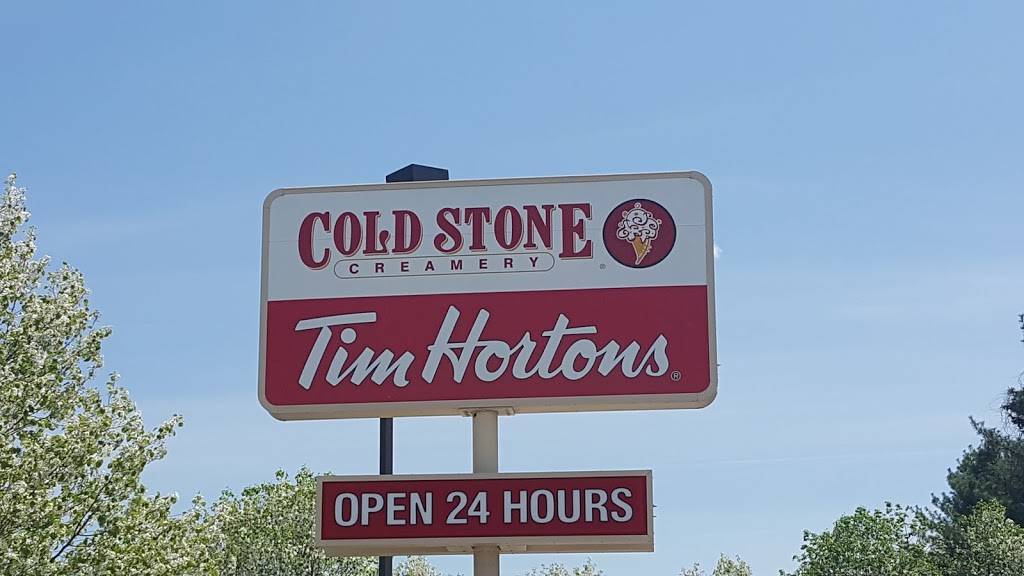 COLD STONE
CREAMERY ®
Tim Hortons ®
OPEN 24 HOURS